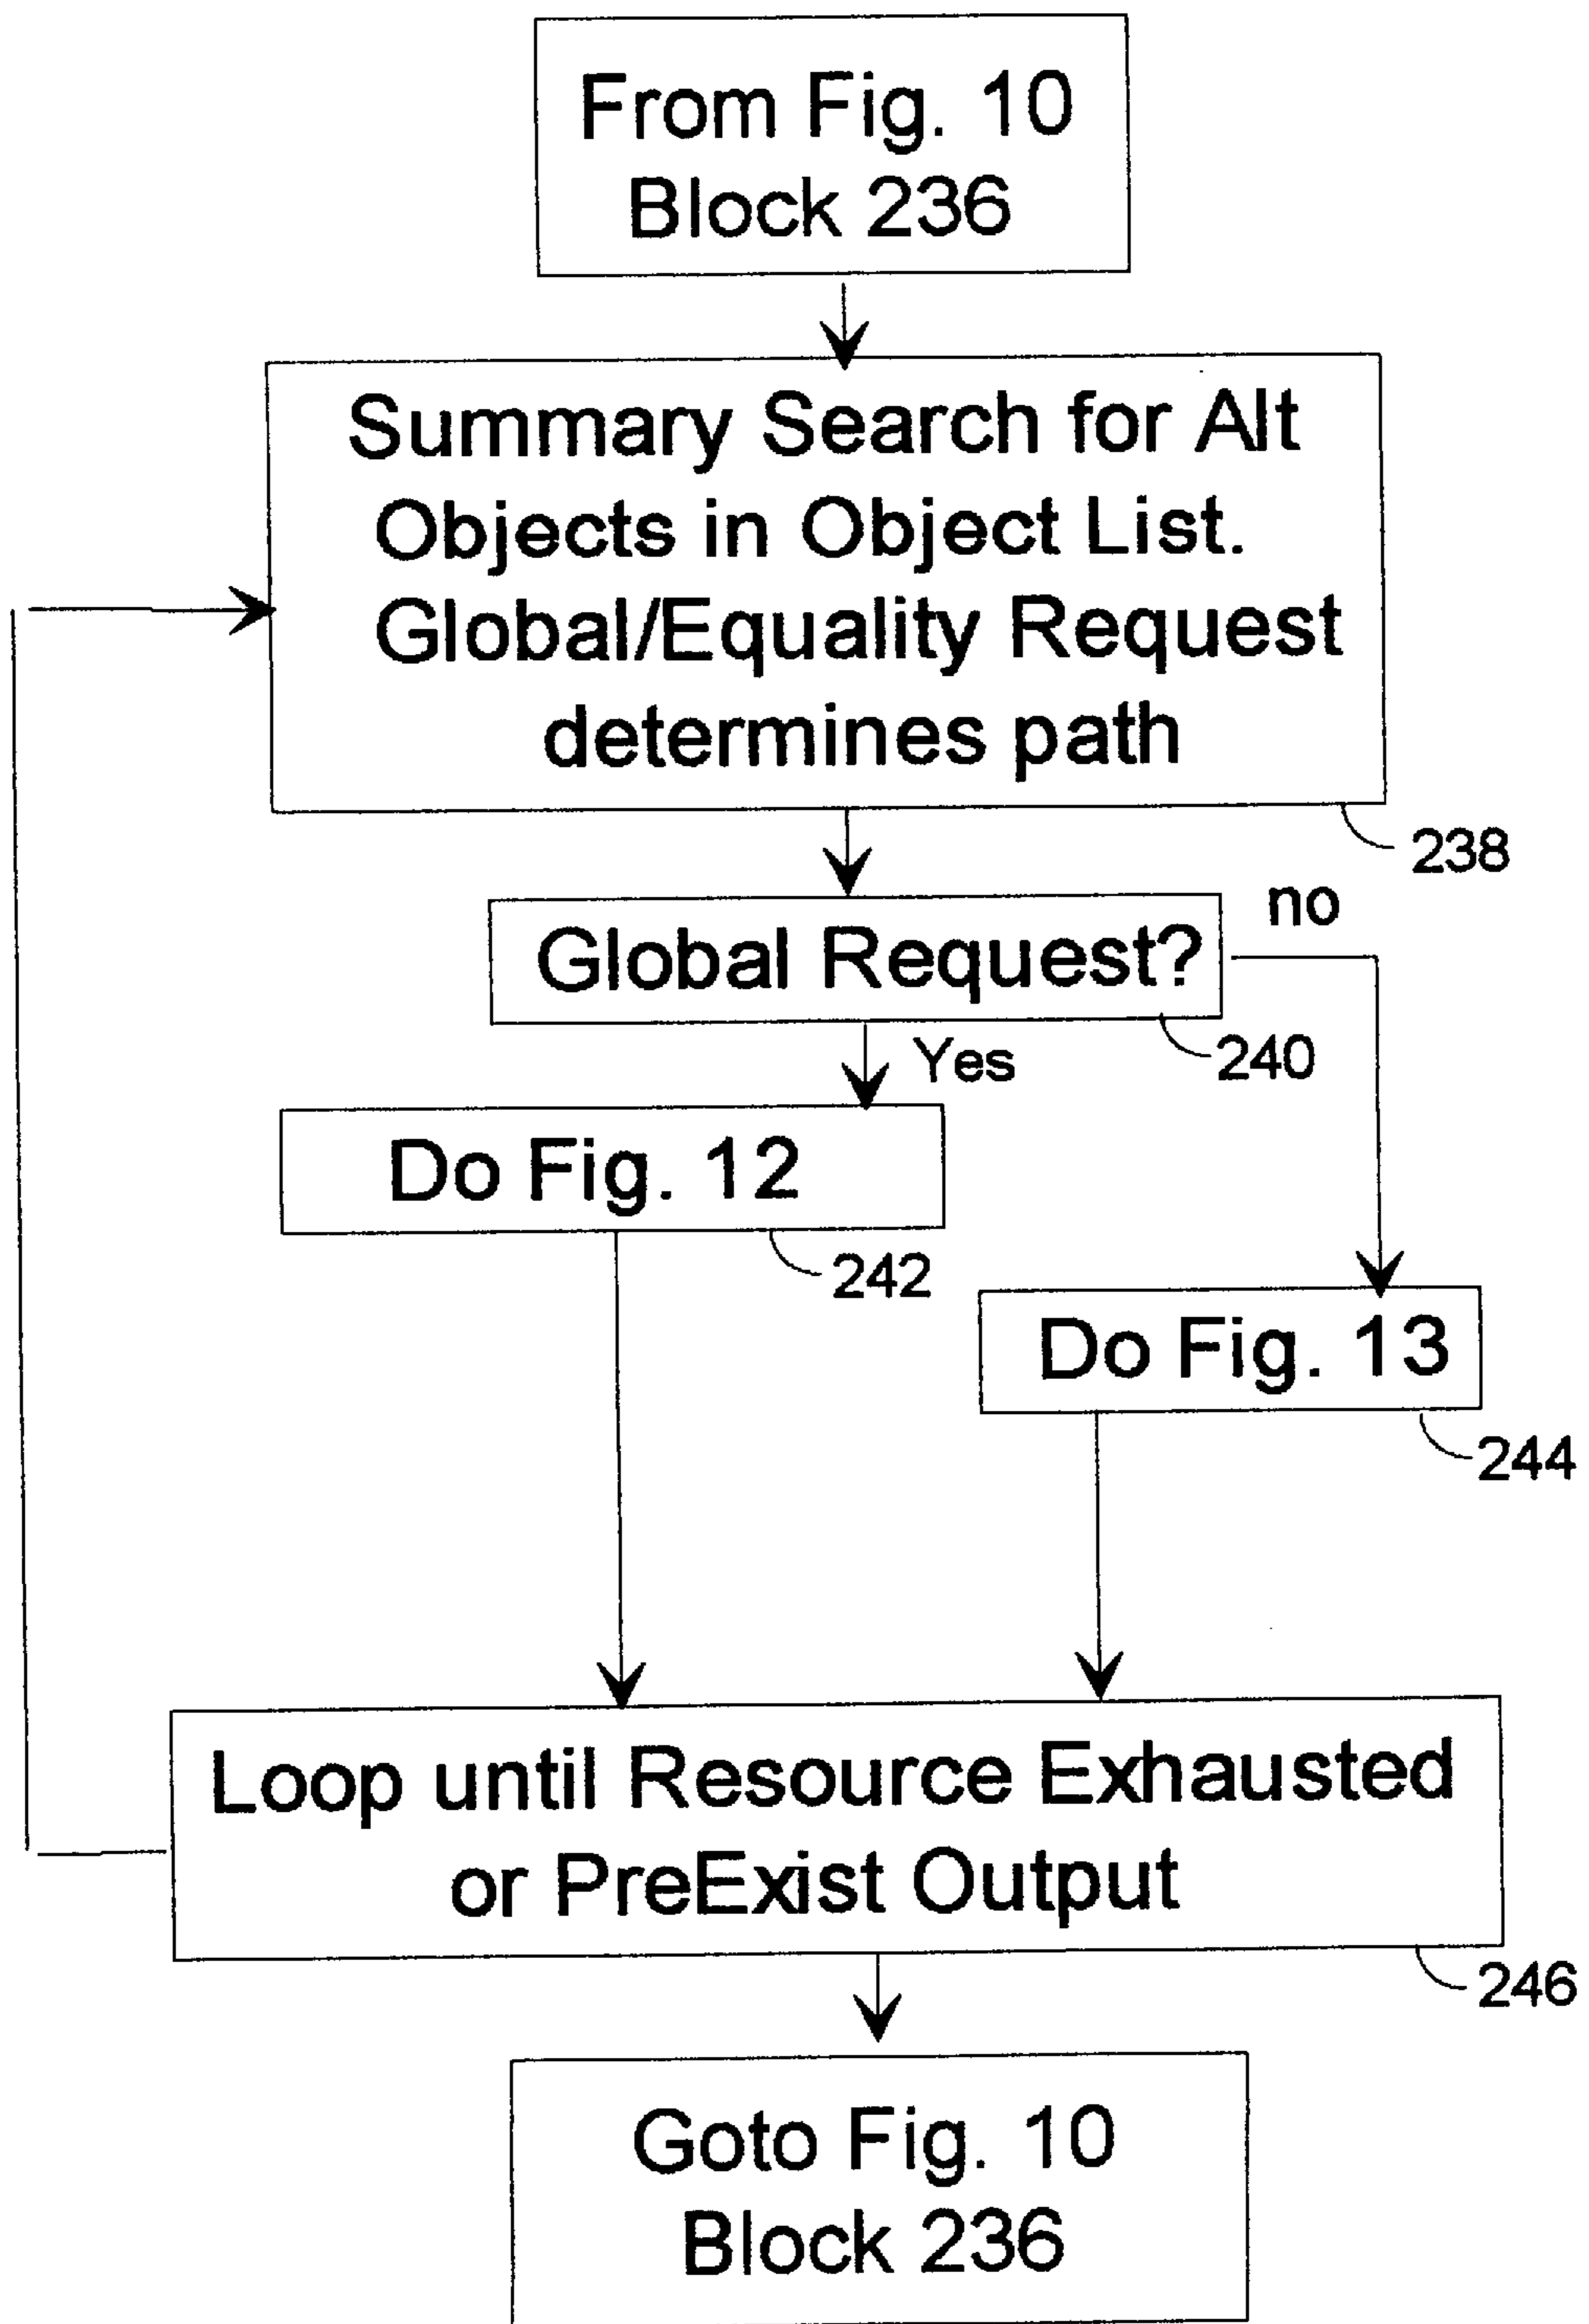 From Fig. 10
Block 236
Summary Search for Alt
Objects in Object List.
Global/Equality Request
determines path
238
Global Request?
no
240
Yes
Do Fig. 12
242
Do Fig. 13
244
Loop until Resource Exhausted
or PreExist Output
246
Goto Fig. 10
Block 236